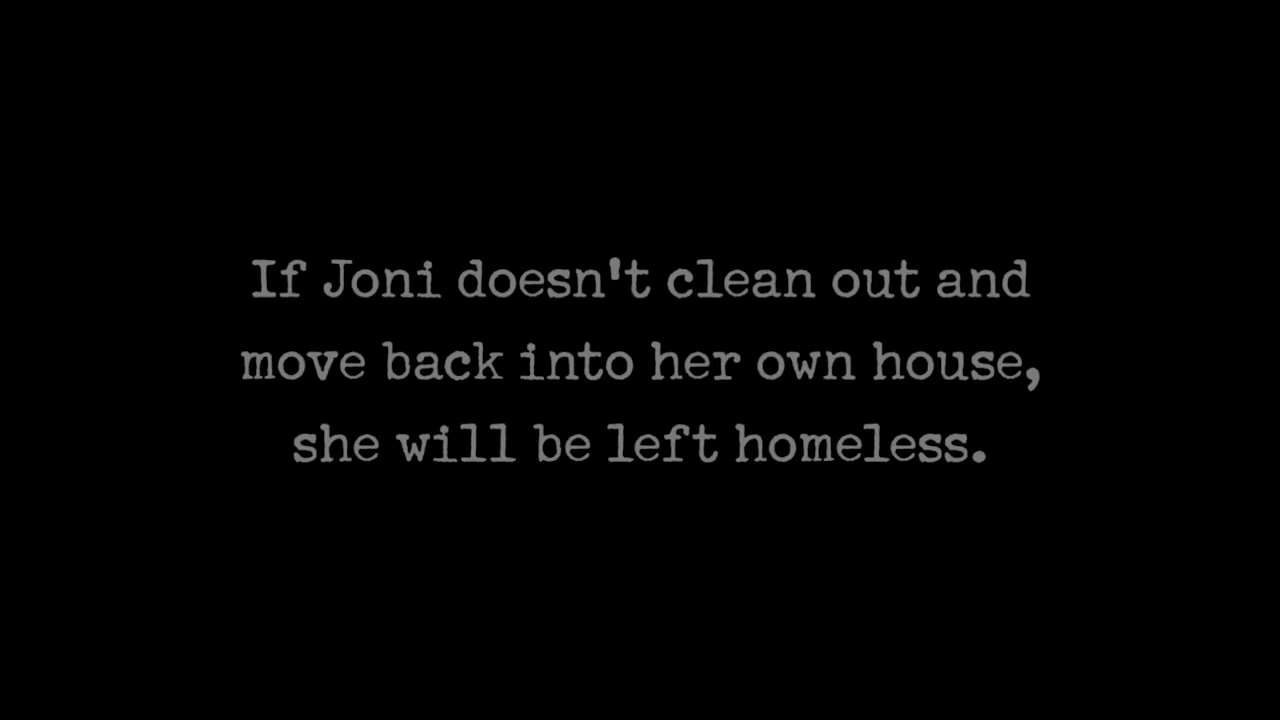 If Joni doesn't clean out and
move back into her own house,
she will be left homeless.